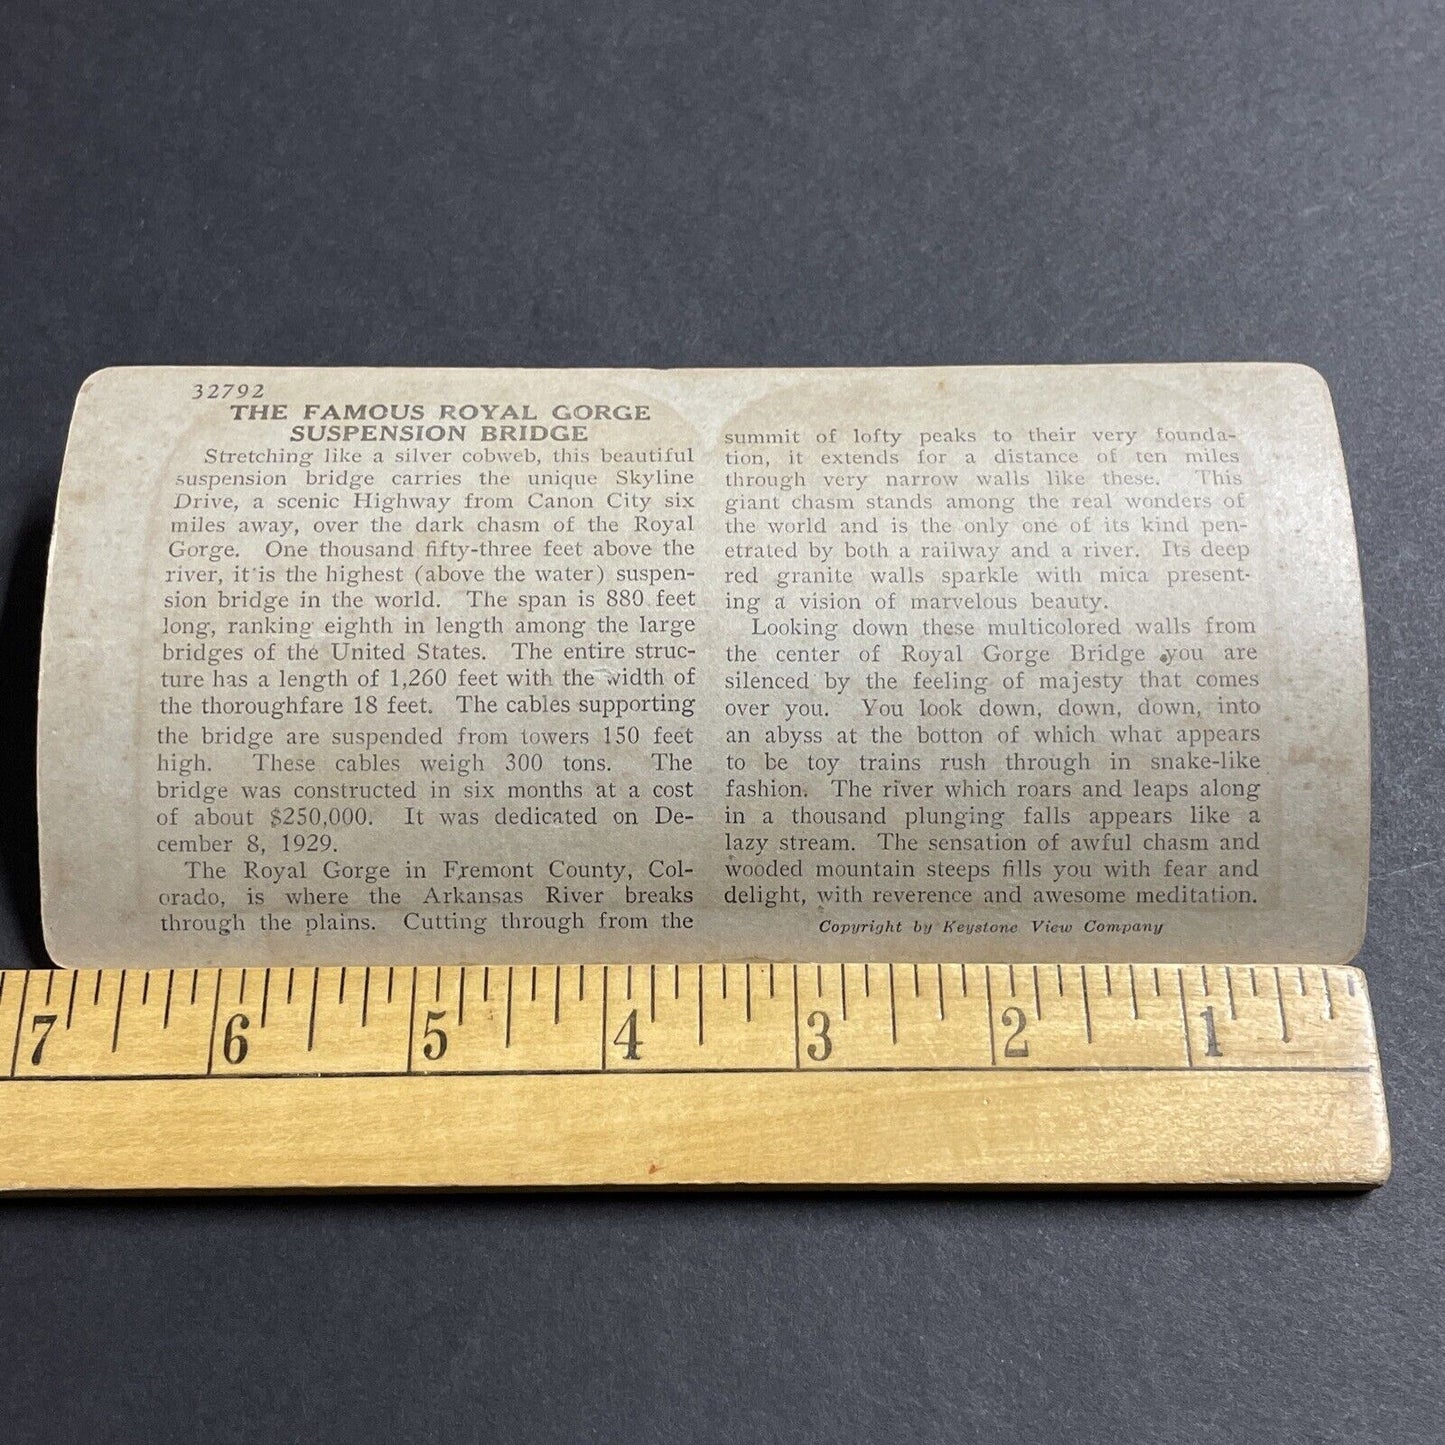 32792
THE FAMOUS ROYAL GORGE
SUSPENSION BRIDGE
Stretching like a silver cobweb, this beautiful
suspension bridge carries the unique Skyline
Drive, a scenic Highway from Canon City six
miles away, over the dark chasm of the Royal
Gorge. One thousand fifty-three feet above the
river, it is the highest (above the water) suspen-
sion bridge in the world. The span is 880 feet
long, ranking eighth in length among the large
bridges of the United States. The entire struc-
ture has a length of 1,260 feet with the width of
the thoroughfare 18 feet. The cables supporting
the bridge are suspended from towers 150 feet
high. These cables weigh 300 tons. The
bridge was constructed in six months at a cost
of about $250,000. It was dedicated on De-
cember 8, 1929.
The Royal Gorge in Fremont County, Col-
orado, is where the Arkansas River breaks
through the plains. Cutting through from the
summit of lofty peaks to their very founda-
tion, it extends for a distance of ten miles
through very narrow walls like these. This
giant chasm stands among the real wonders of
the world and is the only one of its kind pen-
etrated by both a railway and a river. Its deep
red granite walls sparkle with mica present-
ing a vision of marvelous beauty.
Looking down these multicolored walls from
the center of Royal Gorge Bridge you are
silenced by the feeling of majesty that comes
over you. You look down, down, down, into
an abyss at the botton of which what appears
to be toy trains rush through in snake-like
fashion. The river which roars and leaps along
in a thousand plunging falls appears like a
lazy stream. The sensation of awful chasm and
wooded mountain steeps fills you with fear and
delight, with reverence and awesome meditation.
Copyright by Keystone View Company
7 6 5 4 3 2 1